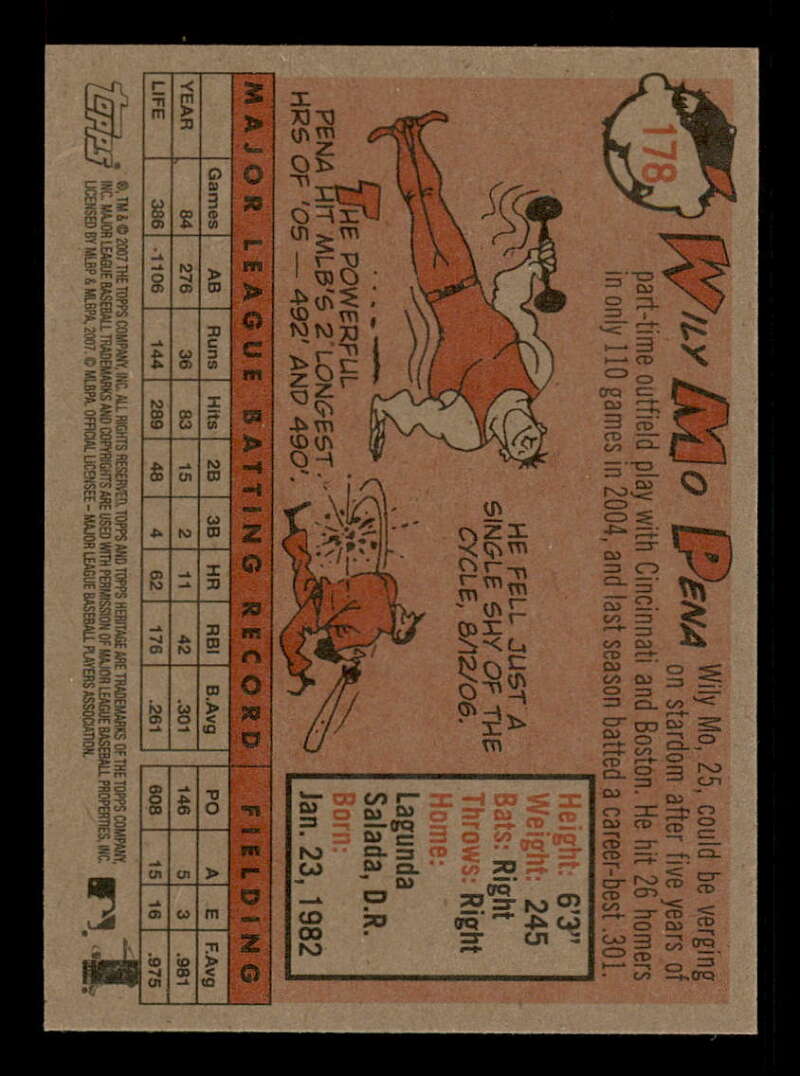 178
WILY MO PENA
Wily Mo, 25, could be verging
on stardom after five years of
part-time outfield play with Cincinnati and Boston. He hit 26 homers
in only 110 games in 2004, and last season batted a career-best .301.
THE POWERFUL
PENA HIT MLB'S 2 LONGEST
HRS OF '05 — 492' AND 490'.
HE FELL JUST A
SINGLE SHY OF THE
CYCLE, 8/12/06.
Height: 6'3"
Weight: 245
Bats: Right
Throws: Right
Home:
Lagunda
Salada, D.R.
Born:
Jan. 23, 1982
MAJOR LEAGUE BATTING RECORD FIELDING
Games AB Runs Hits 2B 3B HR RBI B.Avg PO A E F.Avg
YEAR 84 276 36 83 15 2 11 42 .301 146 5 3 .981
LIFE 386 -1106 144 289 48 4 62 176 .261 608 15 16 .975
TOPPS
®, TM & © 2007 THE TOPPS COMPANY, INC. ALL RIGHTS RESERVED. TOPPS AND TOPPS HERITAGE ARE TRADEMARKS OF THE TOPPS COMPANY,
INC. MAJOR LEAGUE BASEBALL TRADEMARKS AND COPYRIGHTS ARE USED WITH PERMISSION OF MAJOR LEAGUE BASEBALL PROPERTIES, INC.
LICENSED BY MLBP & MLBPA, 2007. © MLBPA. OFFICIAL LICENSEE – MAJOR LEAGUE BASEBALL PLAYERS ASSOCIATION.